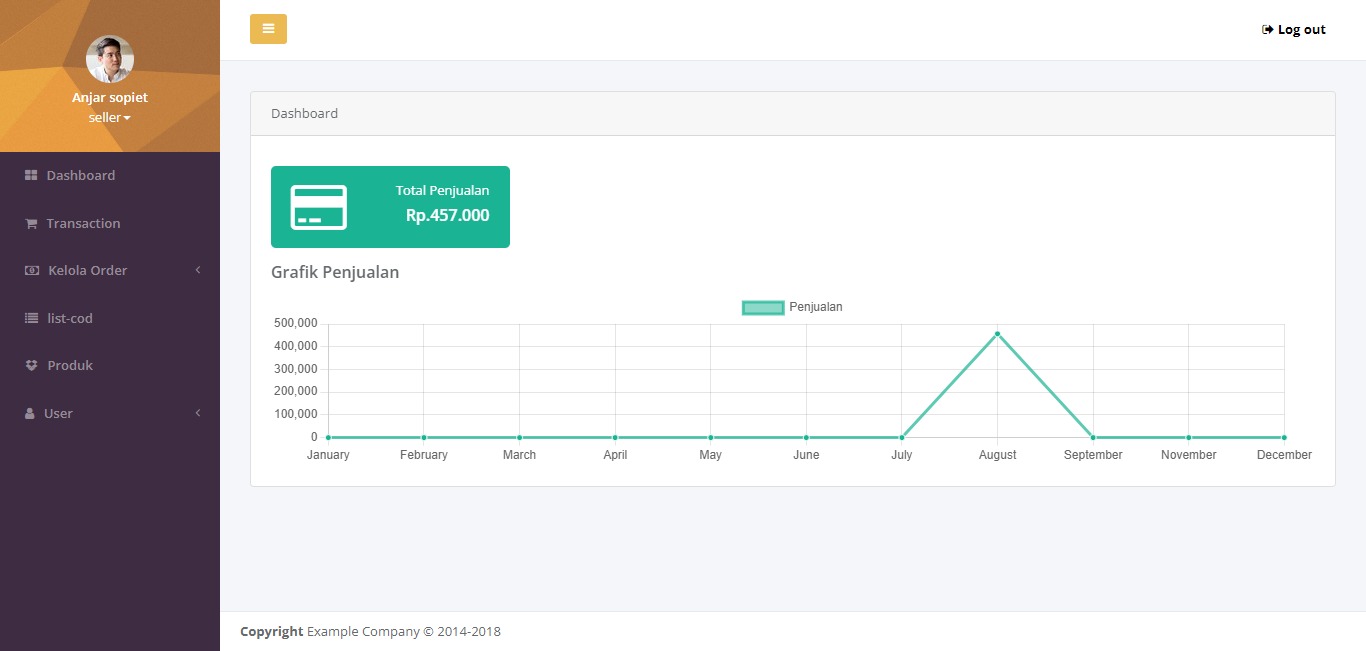 Anjar sopiet
seller
Dashboard
Transaction
Kelola Order
list-cod
Produk
User
Log out
Dashboard
Total Penjualan
Rp.457.000
Grafik Penjualan
Penjualan
500,000
400,000
300,000
200,000
100,000
0
January February March April May June July August September November December
Copyright Example Company © 2014-2018